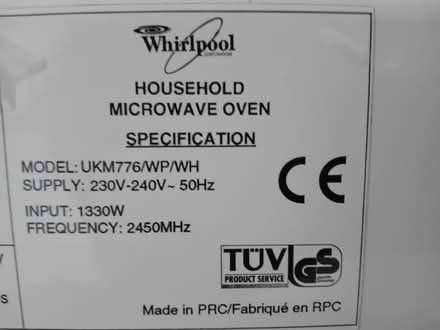 Whirlpool
CORPORATION
HOUSEHOLD
MICROWAVE OVEN
SPECIFICATION
MODEL: UKM776/WP/WH
SUPPLY: 230V-240V~ 50Hz
INPUT: 1330W
FREQUENCY: 2450MHz
CE
TÜV
PRODUCT SERVICE
GS
Made in PRC/Fabriqué en RPC